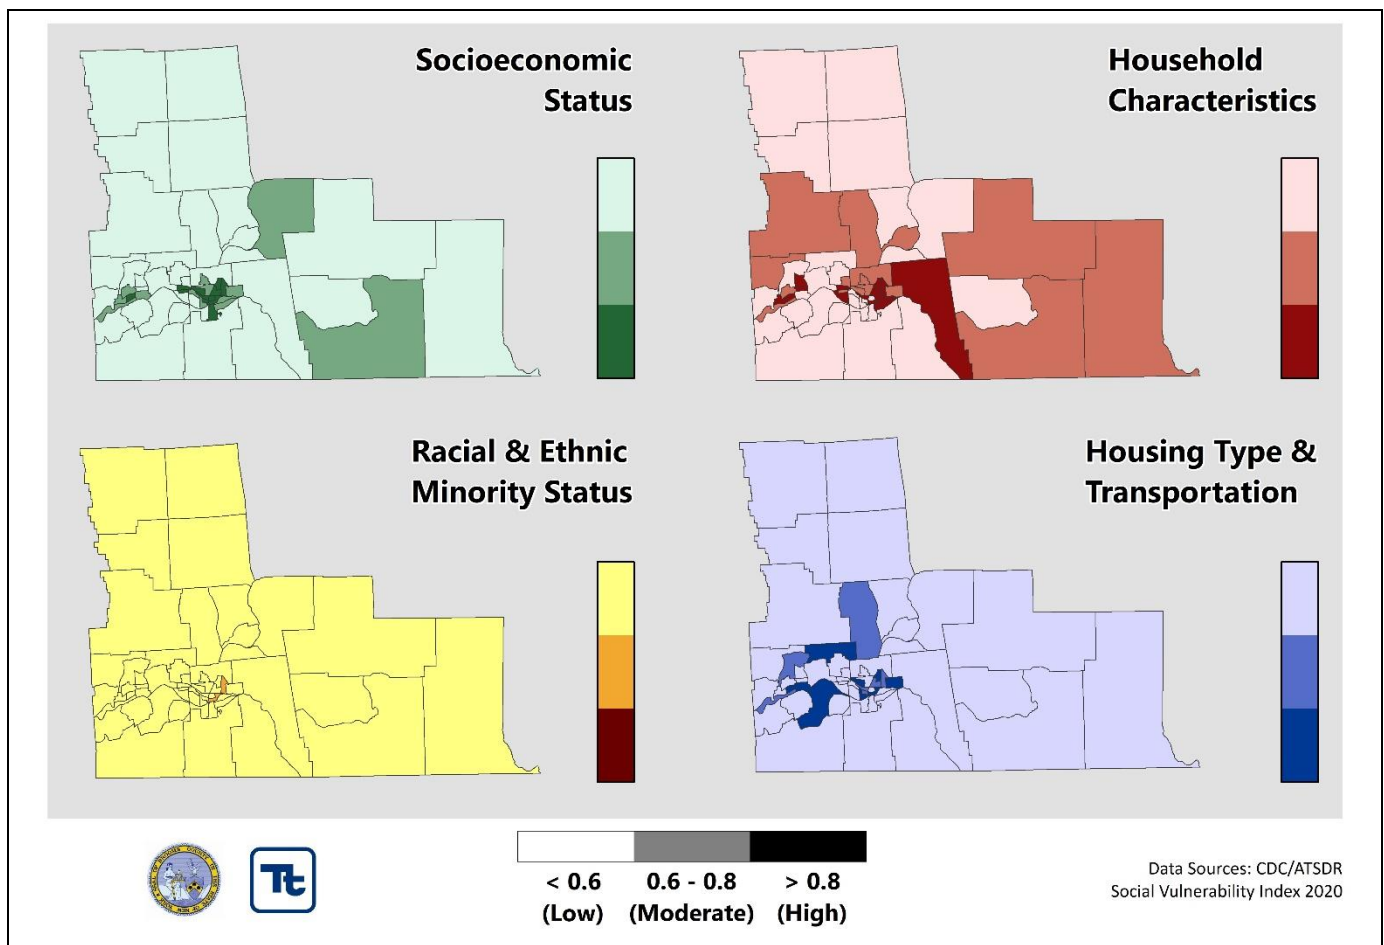 Socioeconomic
Status
Household
Characteristics
Racial & Ethnic
Minority Status
Housing Type &
Transportation
Tt
< 0.6
0.6 - 0.8
> 0.8
(Low)
(Moderate)
(High)
Data Sources: CDC/ATSDR
Social Vulnerability Index 2020